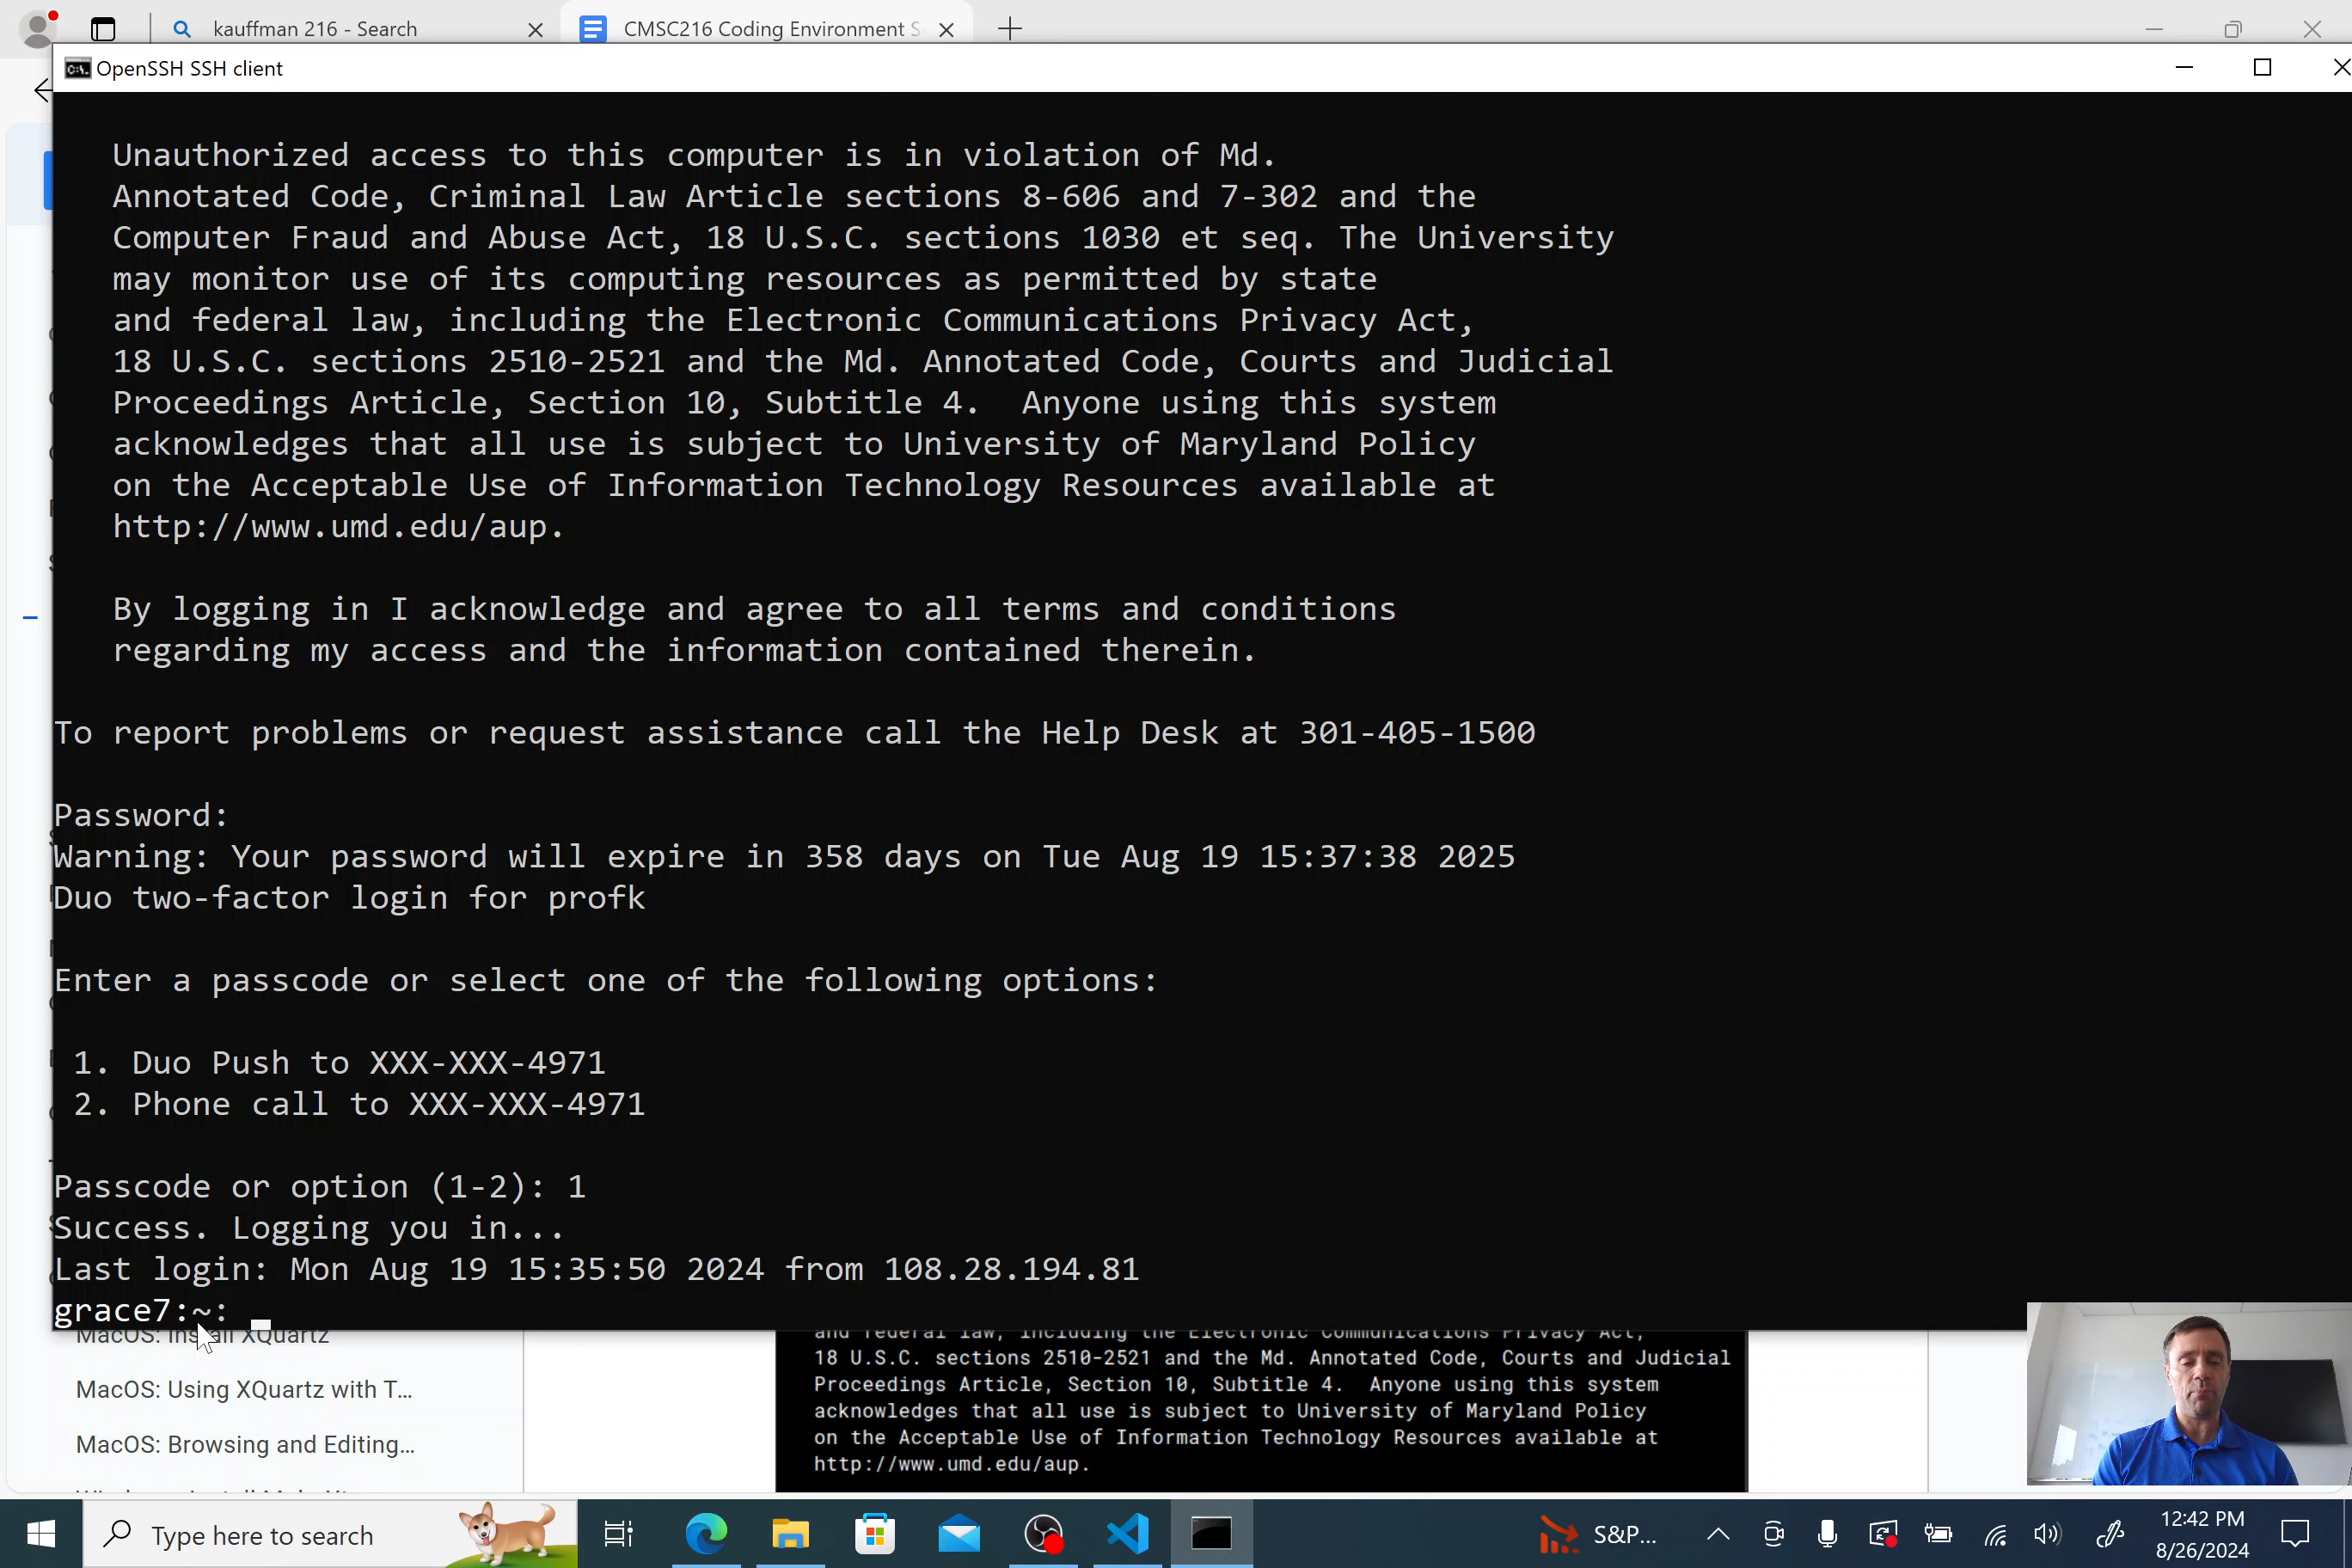 kauffman 216 - Search
CMSC216 Coding Environment S
OpenSSH SSH client
Unauthorized access to this computer is in violation of Md.
Annotated Code, Criminal Law Article sections 8-606 and 7-302 and the
Computer Fraud and Abuse Act, 18 U.S.C. sections 1030 et seq. The University
may monitor use of its computing resources as permitted by state
and federal law, including the Electronic Communications Privacy Act,
18 U.S.C. sections 2510-2521 and the Md. Annotated Code, Courts and Judicial
Proceedings Article, Section 10, Subtitle 4.  Anyone using this system
acknowledges that all use is subject to University of Maryland Policy
on the Acceptable Use of Information Technology Resources available at
http://www.umd.edu/aup.
By logging in I acknowledge and agree to all terms and conditions
regarding my access and the information contained therein.
To report problems or request assistance call the Help Desk at 301-405-1500
Password:
Warning: Your password will expire in 358 days on Tue Aug 19 15:37:38 2025
Duo two-factor login for profk
Enter a passcode or select one of the following options:
1. Duo Push to XXX-XXX-4971
2. Phone call to XXX-XXX-4971
Passcode or option (1-2): 1
Success. Logging you in...
Last login: Mon Aug 19 15:35:50 2024 from 108.28.194.81
grace7:~:
MacOS: Install XQuartz
MacOS: Using XQuartz with T...
MacOS: Browsing and Editing...
and federal law, including the Electronic Communications Privacy Act,
18 U.S.C. sections 2510-2521 and the Md. Annotated Code, Courts and Judicial
Proceedings Article, Section 10, Subtitle 4.  Anyone using this system
acknowledges that all use is subject to University of Maryland Policy
on the Acceptable Use of Information Technology Resources available at
http://www.umd.edu/aup.
Type here to search
S&P...
12:42 PM
8/26/2024